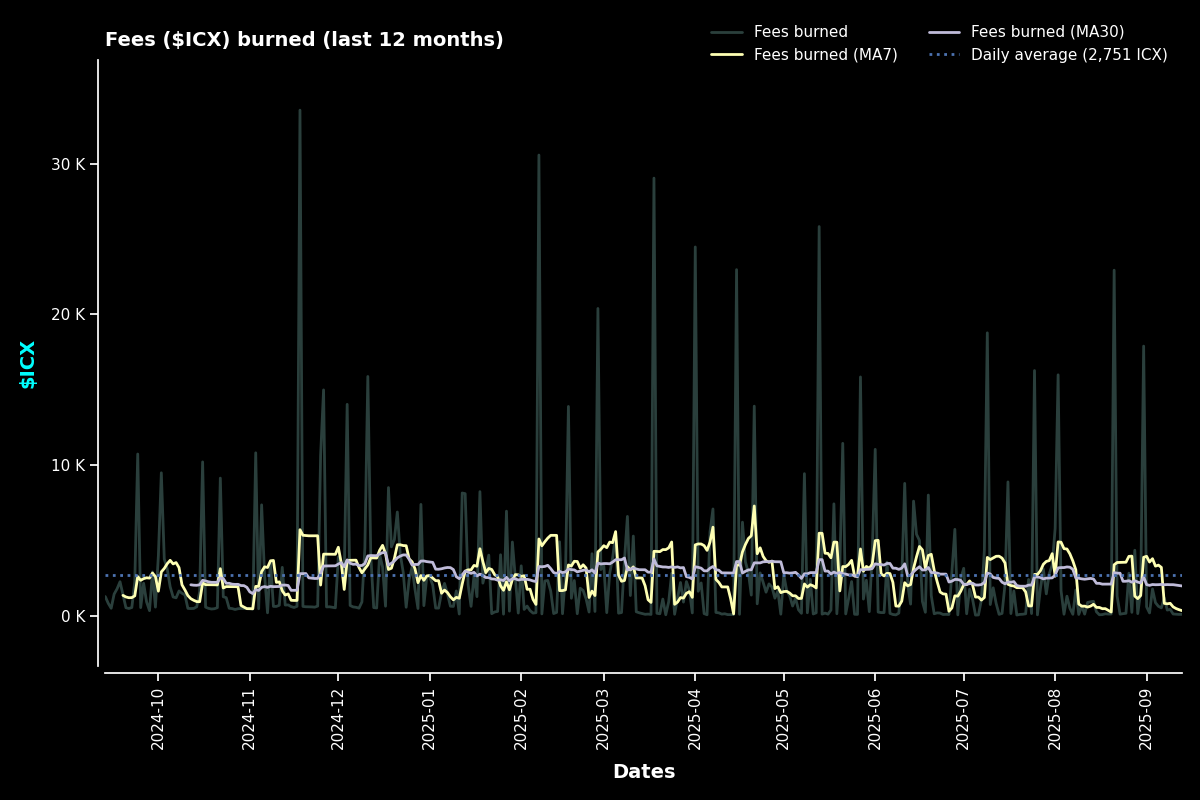 Fees ($ICX) burned (last 12 months)
Fees burned
Fees burned (MA7)
Fees burned (MA30)
Daily average (2,751 ICX)
$ICX
30 K
20 K
10 K
0 K
2024-10
2024-11
2024-12
2025-01
2025-02
2025-03
2025-04
2025-05
2025-06
2025-07
2025-08
2025-09
Dates